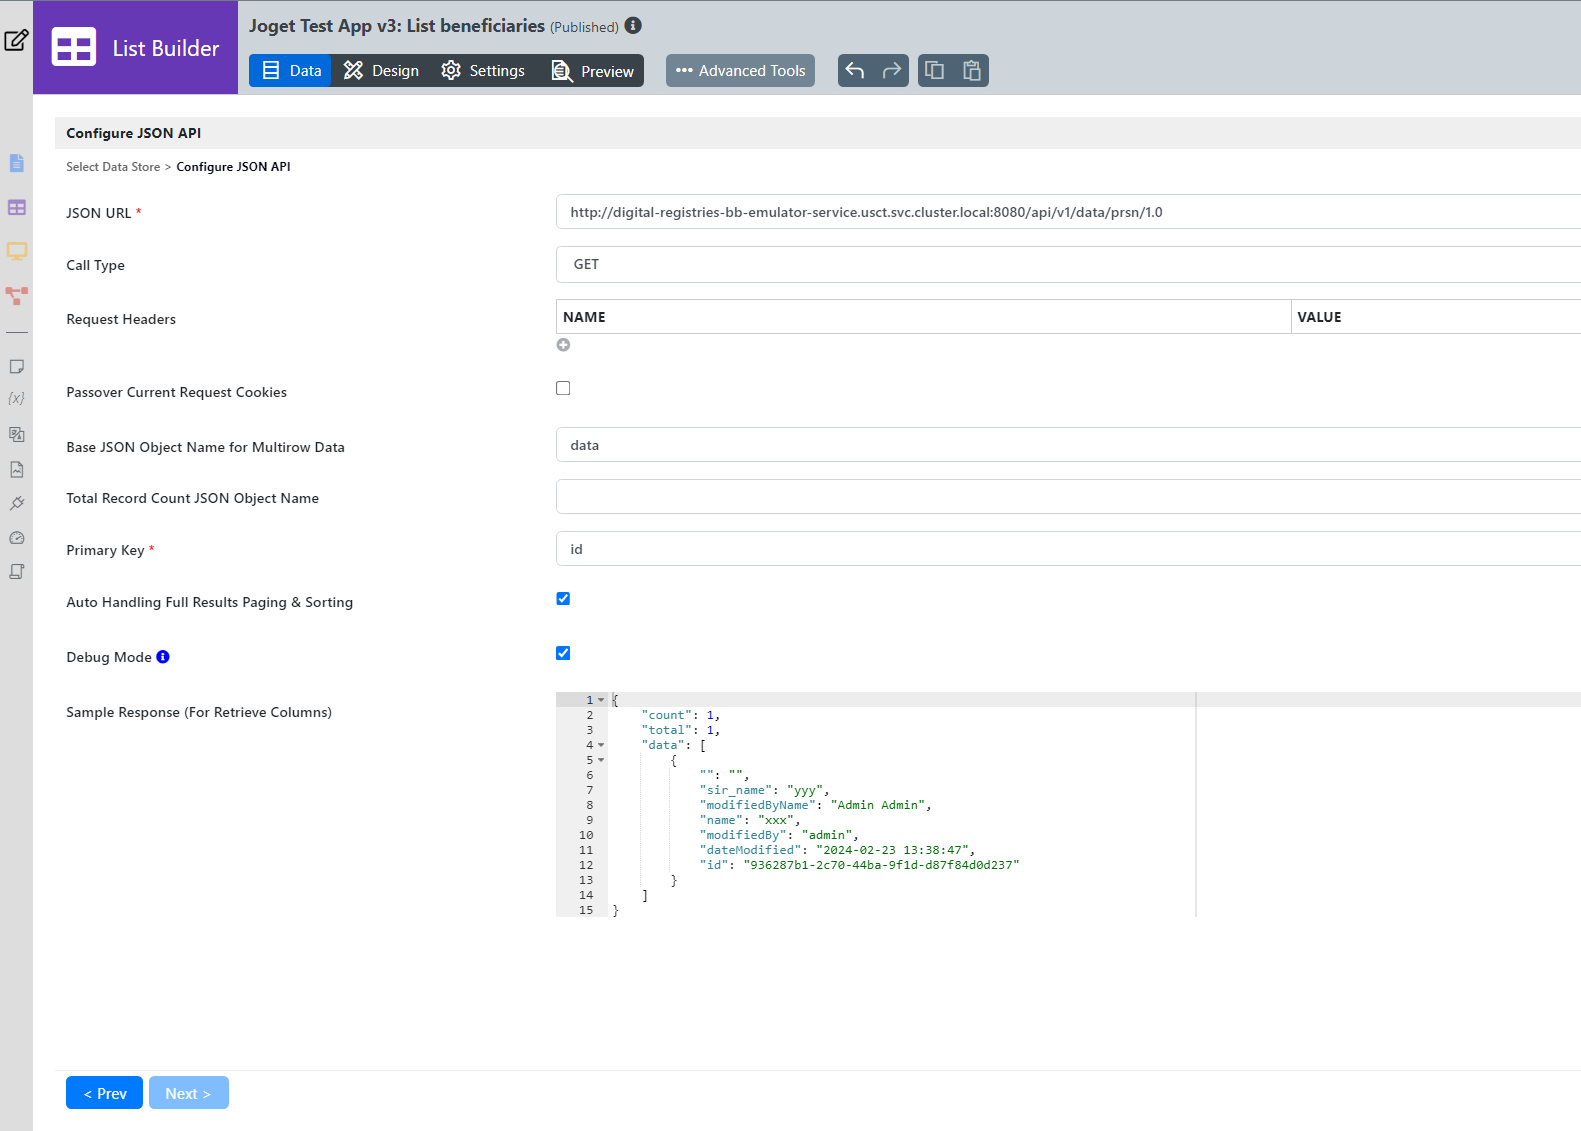 Joget Test App v3: List beneficiaries (Published)
List Builder
Data Design Settings Preview Advanced Tools
Configure JSON API
Select Data Store > Configure JSON API
JSON URL *
http://digital-registries-bb-emulator-service.usct.svc.cluster.local:8080/api/v1/data/prsn/1.0
Call Type
GET
Request Headers
NAME VALUE
Passover Current Request Cookies
Base JSON Object Name for Multirow Data
data
Total Record Count JSON Object Name
Primary Key *
id
Auto Handling Full Results Paging & Sorting
Debug Mode
Sample Response (For Retrieve Columns)
1 {
2 "count": 1,
3 "total": 1,
4 "data": [
5 {
6 "": "",
7 "sir_name": "yyy",
8 "modifiedByName": "Admin Admin",
9 "name": "xxx",
10 "modifiedBy": "admin",
11 "dateModified": "2024-02-23 13:38:47",
12 "id": "936287b1-2c70-44ba-9f1d-d87f84d0d237"
13 }
14 ]
15 }
< Prev Next >